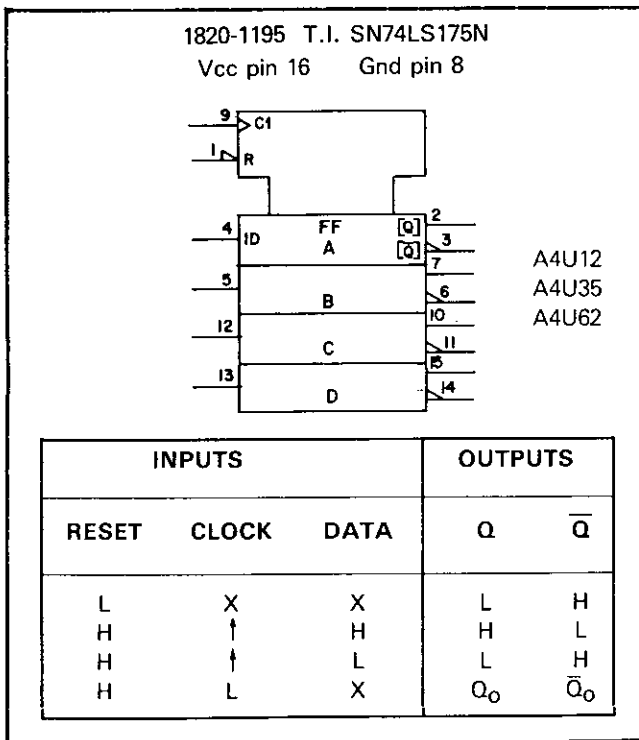 1820-1195 T.I. SN74LS175N
Vcc pin 16 Gnd pin 8
9 C1
1 R
4 1D FF A [Q] 2
[Q̅] 3
7
5 B 6
10
12 C 11
15
13 D 14
A4U12
A4U35
A4U62
INPUTS OUTPUTS
RESET CLOCK DATA Q Q̅
L X X L H
H ↑ H H L
H ↑ L L H
H L X Q₀ Q̅₀